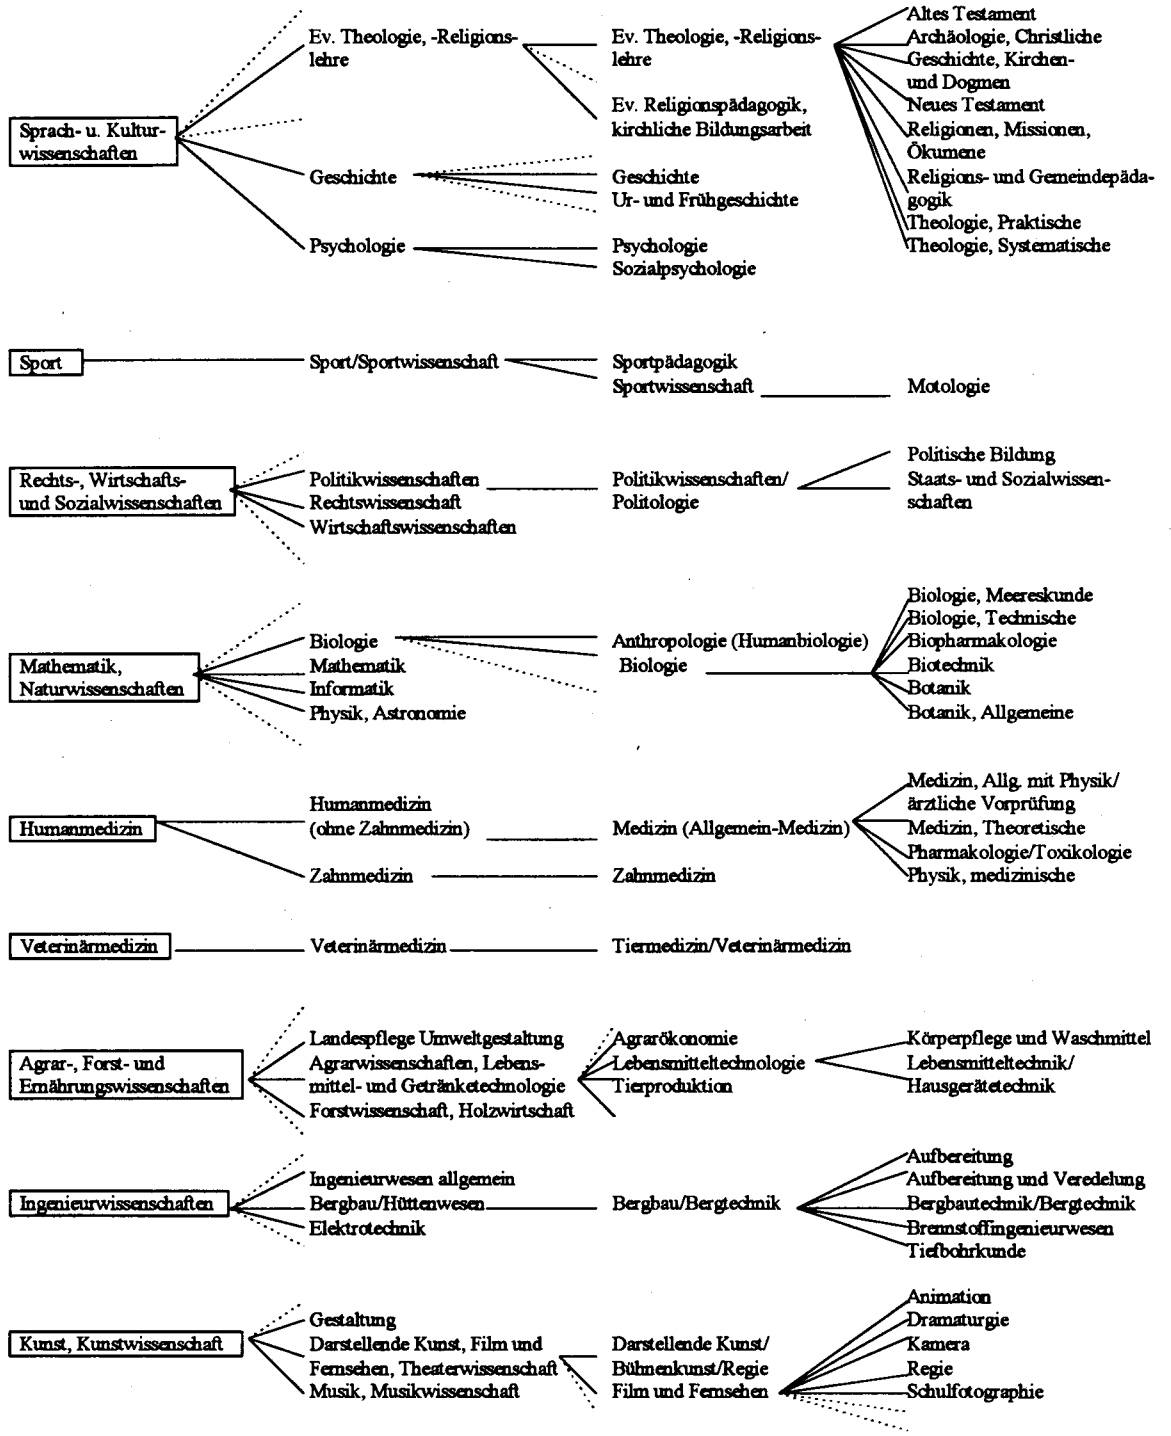 Sprach- u. Kultur-
wissenschaften
Ev. Theologie, -Religions-
lehre
Geschichte
Psychologie
Ev. Theologie, -Religions-
lehre
Ev. Religionspädagogik,
kirchliche Bildungsarbeit
Geschichte
Ur- und Frühgeschichte
Psychologie
Sozialpsychologie
Altes Testament
Archäologie, Christliche
Geschichte, Kirchen-
und Dogmen
Neues Testament
Religionen, Missionen,
Ökumene
Religions- und Gemeindepäda-
gogik
Theologie, Praktische
Theologie, Systematische
Sport
Sport/Sportwissenschaft
Sportpädagogik
Sportwissenschaft
Motologie
Rechts-, Wirtschafts-
und Sozialwissenschaften
Politikwissenschaften
Rechtswissenschaft
Wirtschaftswissenschaften
Politikwissenschaften/
Politologie
Politische Bildung
Staats- und Sozialwissen-
schaften
Mathematik,
Naturwissenschaften
Biologie
Mathematik
Informatik
Physik, Astronomie
Anthropologie (Humanbiologie)
Biologie
Biologie, Meereskunde
Biologie, Technische
Biopharmakologie
Biotechnik
Botanik
Botanik, Allgemeine
Humanmedizin
Humanmedizin
(ohne Zahnmedizin)
Zahnmedizin
Medizin (Allgemein-Medizin)
Zahnmedizin
Medizin, Allg. mit Physik/
ärztliche Vorprüfung
Medizin, Theoretische
Pharmakologie/Toxikologie
Physik, medizinische
Veterinärmedizin
Veterinärmedizin
Tiermedizin/Veterinärmedizin
Agrar-, Forst- und
Ernährungswissenschaften
Landespflege Umweltgestaltung
Agrarwissenschaften, Lebens-
mittel- und Getränketechnologie
Forstwissenschaft, Holzwirtschaft
Agrarökonomie
Lebensmitteltechnologie
Tierproduktion
Körperpflege und Waschmittel
Lebensmitteltechnik/
Hausgerätetechnik
Ingenieurwissenschaften
Ingenieurwesen allgemein
Bergbau/Hüttenwesen
Elektrotechnik
Bergbau/Bergtechnik
Aufbereitung
Aufbereitung und Veredelung
Bergbautechnik/Bergtechnik
Brennstoffingenieurwesen
Tiefbohrkunde
Kunst, Kunstwissenschaft
Gestaltung
Darstellende Kunst, Film und
Fernsehen, Theaterwissenschaft
Musik, Musikwissenschaft
Darstellende Kunst/
Bühnenkunst/Regie
Film und Fernsehen
Animation
Dramaturgie
Kamera
Regie
Schulfotographie